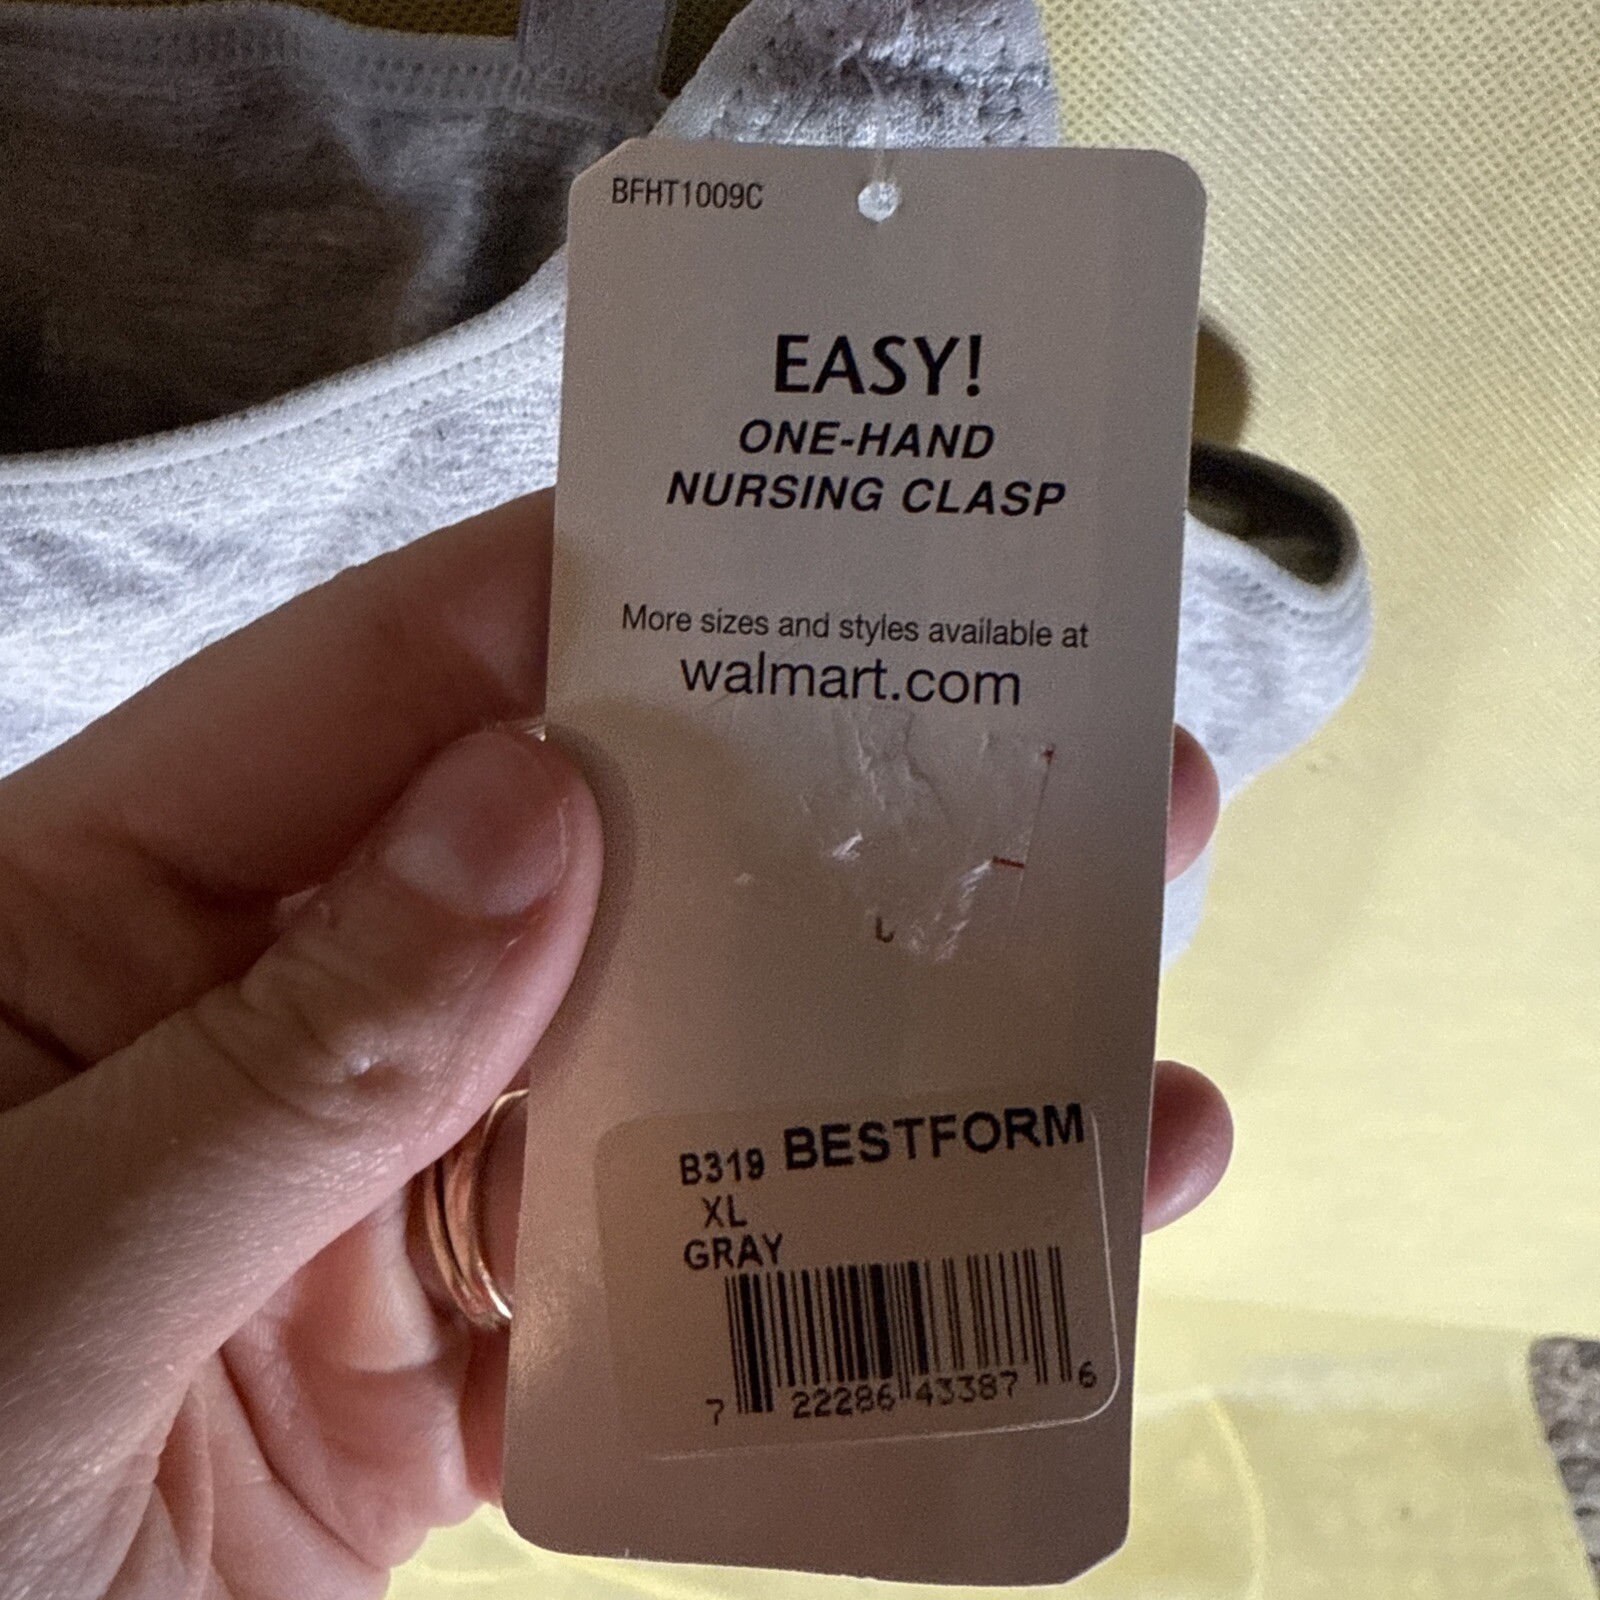 BFHT1009C
EASY!
ONE-HAND
NURSING CLASP
More sizes and styles available at
walmart.com
B319 BESTFORM
XL
GRAY
7 22286 43387 6